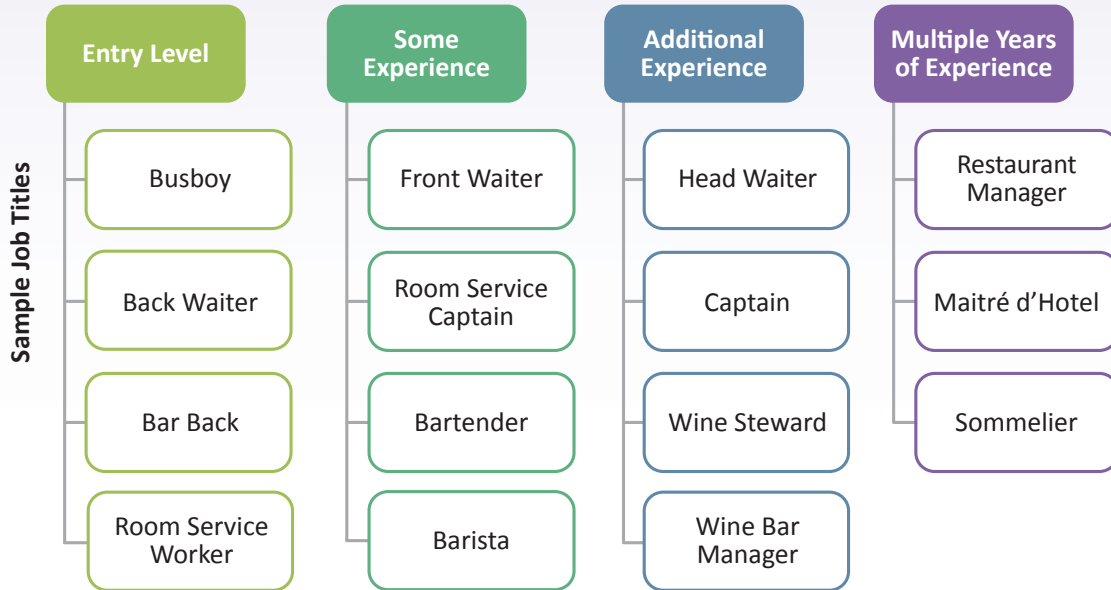 Entry Level
Some
Experience
Additional
Experience
Multiple Years
of Experience
Sample Job Titles
Busboy
Back Waiter
Bar Back
Room Service
Worker
Front Waiter
Room Service
Captain
Bartender
Barista
Head Waiter
Captain
Wine Steward
Wine Bar
Manager
Restaurant
Manager
Maitré d’Hotel
Sommelier